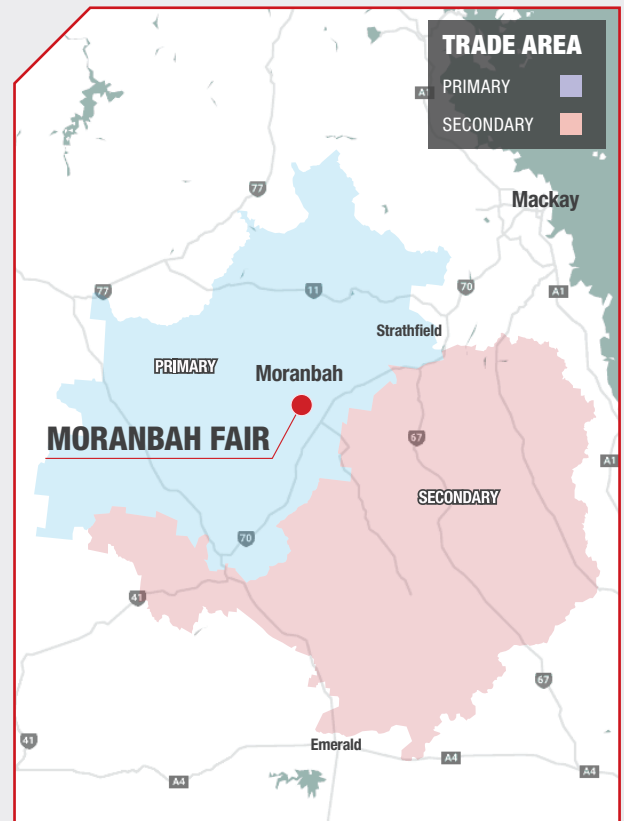 TRADE AREA
PRIMARY
SECONDARY
A1
77
Mackay
77
11
70
A1
Strathfield
PRIMARY
Moranbah
MORANBAH FAIR
67
A1
SECONDARY
70
41
67
41
Emerald
A4
A4
A4